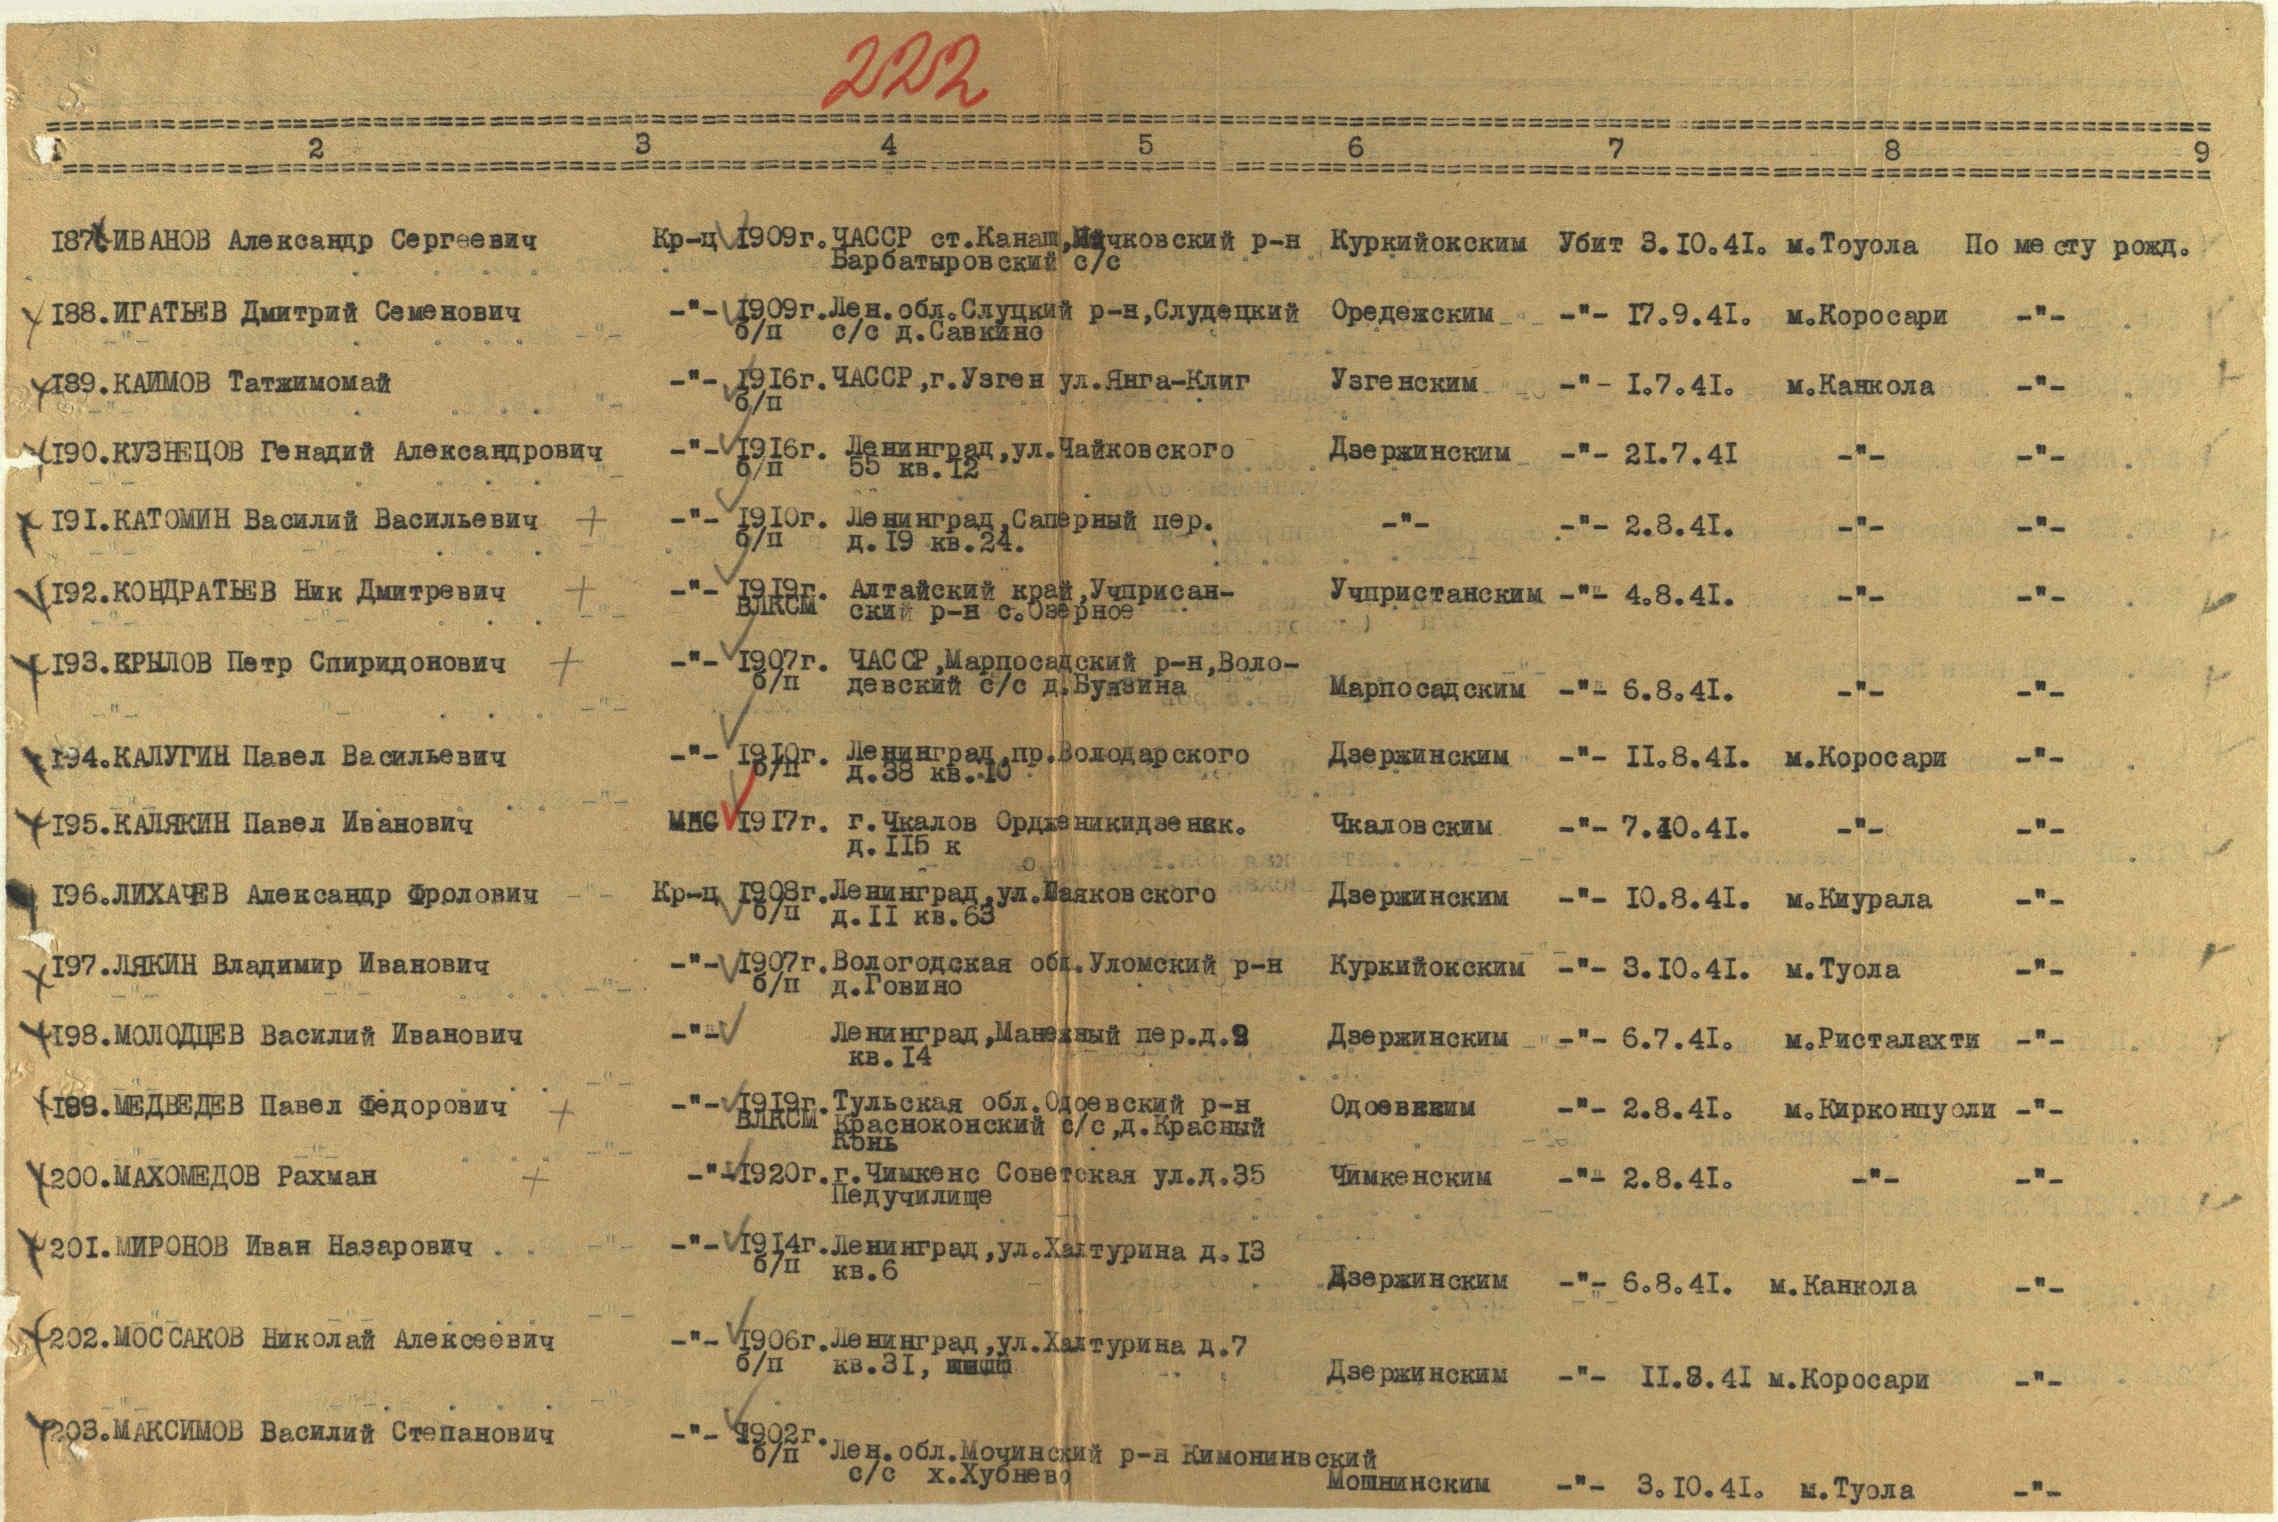 222
1 2 3 4 5 6 7 8 9
187. ИВАНОВ Александр Сергеевич Кр-ц 1909г. ЧАССР ст.Канаш, чковский р-н Куркийокским Убит 3.10.41. м.Тоуола По месту рожд.
Барбатыровский с/с
188. ИГАТЬЕВ Дмитрий Семенович -"- 1909г. Лен.обл.Слуцкий р-н,Слудецкий Оредежским -"- 17.9.41. м.Коросари -"-
б/п с/с д.Савкино
189. КАИМОВ Татжимомай -"- 1916г. ЧАССР,г.Узген ул.Янга-Клиг Узгенским -"- 1.7.41. м.Канкола -"-
б/п
190. КУЗНЕЦОВ Генадий Александрович -"- 1916г. Ленинград,ул.Чайковского Дзержинским -"- 21.7.41 -"- -"-
б/п 55 кв.12
191. КАТОМИН Василий Васильевич -"- 1910г. Ленинград,Саперный пер. -"- -"- 2.8.41. -"- -"-
б/п д.19 кв.24.
192. КОНДРАТЬЕВ Ник Дмитревич -"- 1919г. Алтайский край,Учприсан- Учпристанским -"- 4.8.41. -"- -"-
ВЛКСМ ский р-н с.Озерное
193. КРЫЛОВ Петр Спиридонович -"- 1907г. ЧАССР,Марпосадский р-н,Воло-
б/п девский с/с д.Буязина Марпосадским -"- 6.8.41. -"- -"-
194. КАЛУГИН Павел Васильевич -"- 1910г. Ленинград,пр.Володарского Дзержинским -"- 11.8.41. м.Коросари -"-
б/п д.38 кв.10
195. КАЛЯКИН Павел Иванович МНС 1917г. г.Чкалов Ордженикидзенкк. Чкаловским -"- 7.10.41. -"- -"-
д.115 к
196. ЛИХАЧЕВ Александр Фролович Кр-ц 1908г. Ленинград,ул.Маяковского Дзержинским -"- 10.8.41. м.Киурала -"-
б/п д.11 кв.63
197. ЛЯКИН Владимир Иванович -"- 1907г. Вологодская обл.Уломский р-н Куркийокским -"- 3.10.41. м.Туола -"-
б/п д.Говино
198. МОЛОДЦЕВ Василий Иванович -"- Ленинград,Манежный пер.д.9 Дзержинским -"- 6.7.41. м.Ристалахти -"-
кв.14
199. МЕДВЕДЕВ Павел Федорович -"- 1919г. Тульская обл.Одоевский р-н Одоевнким -"- 2.8.41. м.Кирконпуоли -"-
ВЛКСМ Красноконский с/с,д.Красный
Конь
200. МАХОМЕДОВ Рахман -"- 1920г. г.Чимкенс Советская ул.д.35 Чимкенским -"- 2.8.41. -"- -"-
Педучилище
201. МИРОНОВ Иван Назарович -"- 1914г. Ленинград,ул.Халтурина д.13
б/п кв.6 Дзержинским -"- 6.8.41. м.Канкола -"-
202. МОССАКОВ Николай Алексеевич -"- 1906г. Ленинград,ул.Халтурина д.7
б/п кв.31, Дзержинским -"- 11.8.41 м.Коросари -"-
203. МАКСИМОВ Василий Степанович -"- 1902г.
б/п Лен.обл.Мочинский р-н Кимонинвский
с/с х.Хубнево Мошнинским -"- 3.10.41. м.Туола -"-